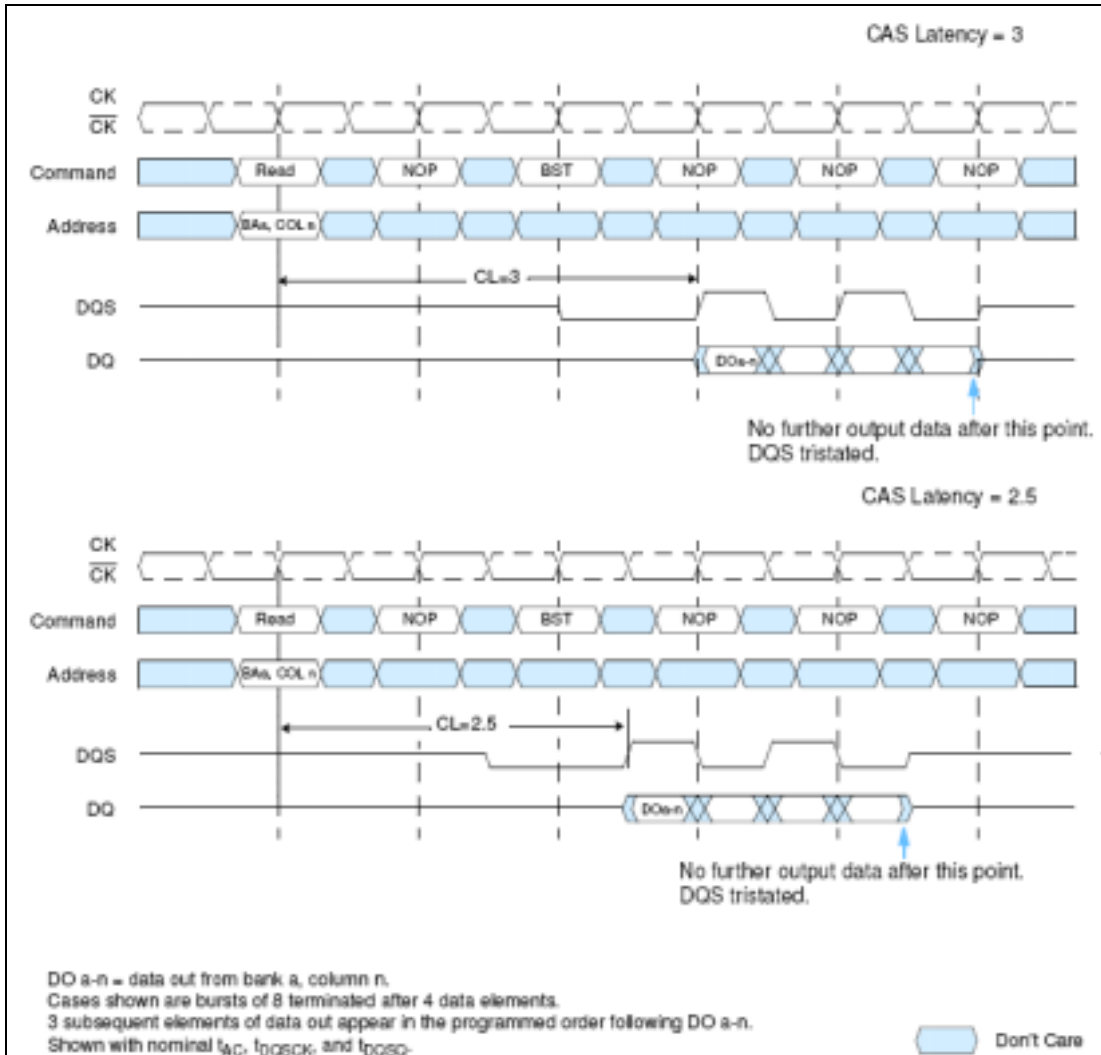 CAS Latency = 3
CK
CK
Command Read NOP BST NOP NOP NOP
Address BAa, COL n
CL=3
DQS
DQ DOa-n
No further output data after this point.
DQS tristated.
CAS Latency = 2.5
CK
CK
Command Read NOP BST NOP NOP NOP
Address BAa, COL n
CL=2.5
DQS
DQ DOa-n
No further output data after this point.
DQS tristated.
DO a-n = data out from bank a, column n.
Cases shown are bursts of 8 terminated after 4 data elements.
3 subsequent elements of data out appear in the programmed order following DO a-n.
Shown with nominal tAC, tDQSCK, and tDQSQ.
Don't Care